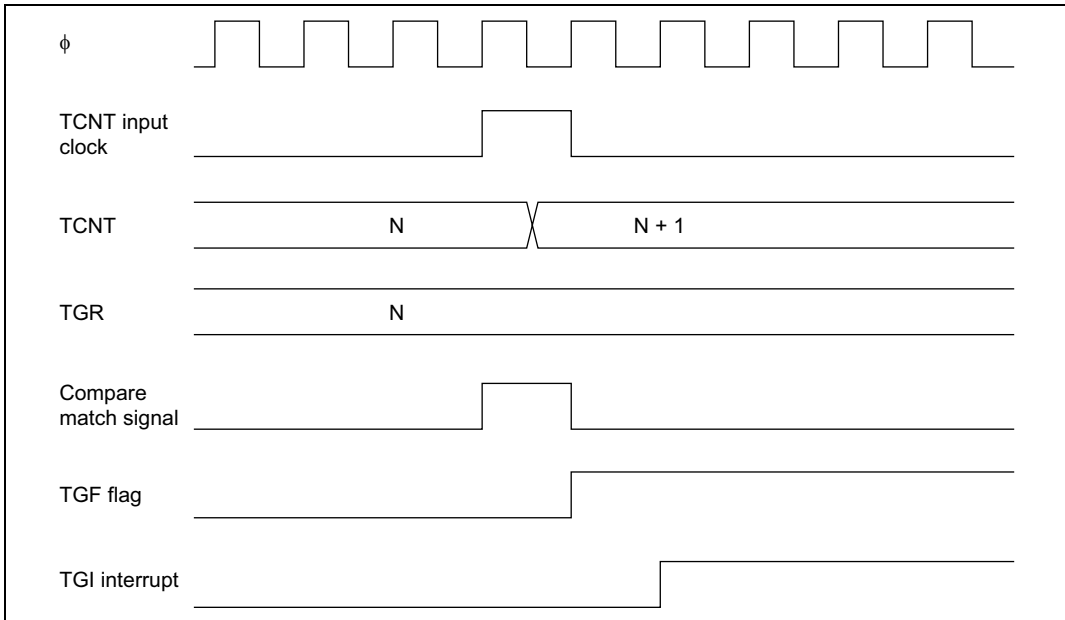 ϕ
TCNT input
clock
TCNT
N
N + 1
TGR
N
Compare
match signal
TGF flag
TGI interrupt